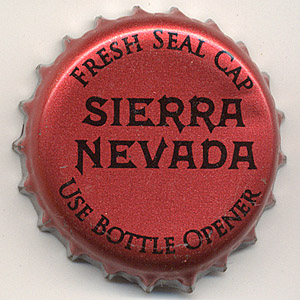 FRESH SEAL CAP
SIERRA
NEVADA
USE BOTTLE OPENER